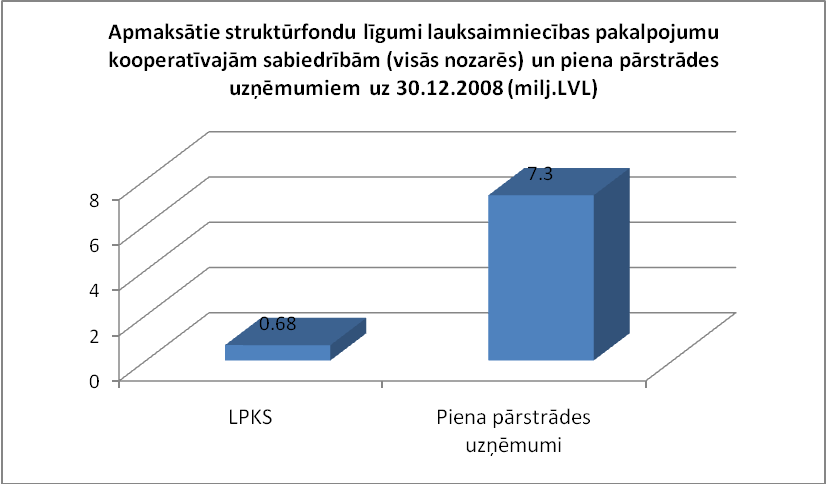 Apmaksātie struktūrfondu līgumi lauksaimniecības pakalpojumu
kooperatīvajām sabiedrībām (visās nozarēs) un piena pārstrādes
uzņēmumiem uz 30.12.2008 (milj.LVL)
7.3
8
6
4
0.68
2
0
LPKS
Piena pārstrādes
uzņēmumi